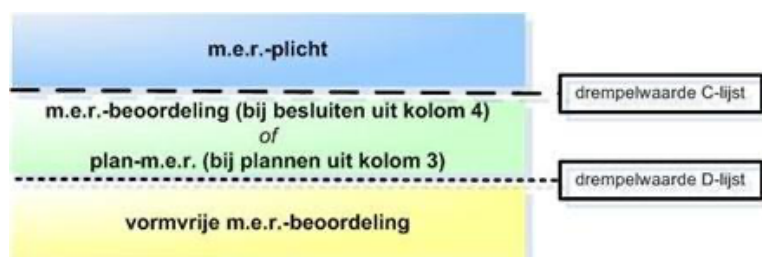 m.e.r.-plicht
drempelwaarde C-lijst
m.e.r.-beoordeling (bij besluiten uit kolom 4)
of
plan-m.e.r. (bij plannen uit kolom 3)
drempelwaarde D-lijst
vormvrije m.e.r.-beoordeling